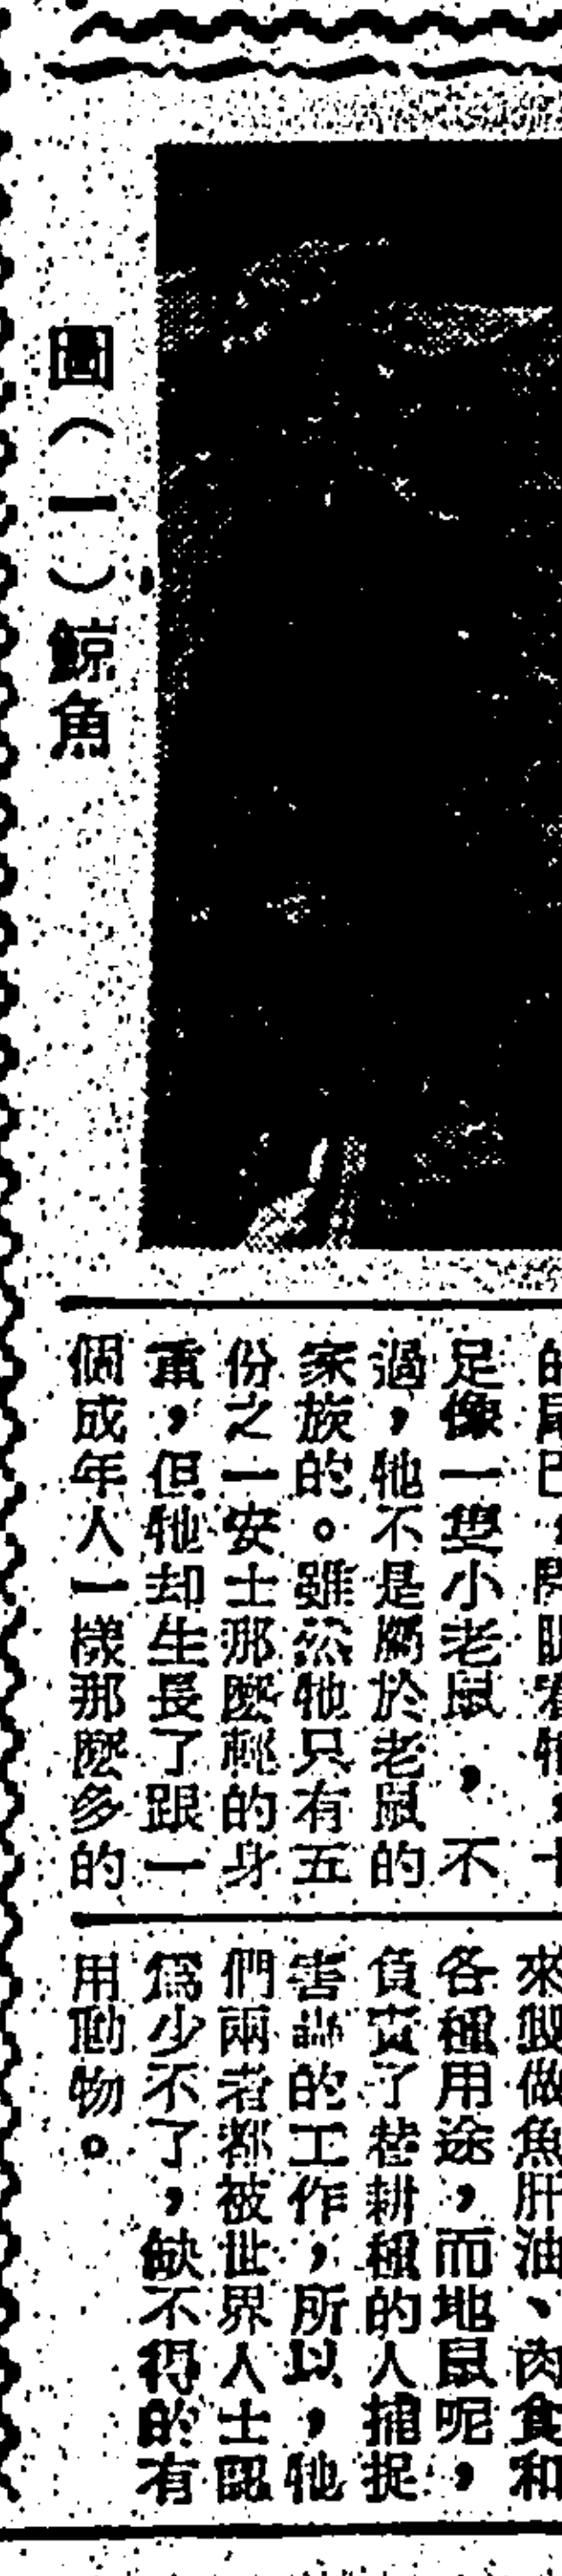 圖（一）鯨魚
足像一隻小老鼠，不
過，牠不是屬於老鼠的
家族的。雖然牠只有五
份之一安士那麽輕的身
重，但牠却生長了跟一
個成年人一樣那麽多的
來製做魚肝油、肉食和
各種用途，而地鼠呢，
負責了替耕種的人捕捉
害蟲的工作，所以，牠
們兩者都被世界人士認
爲少不了，缺不得的有
用動物。